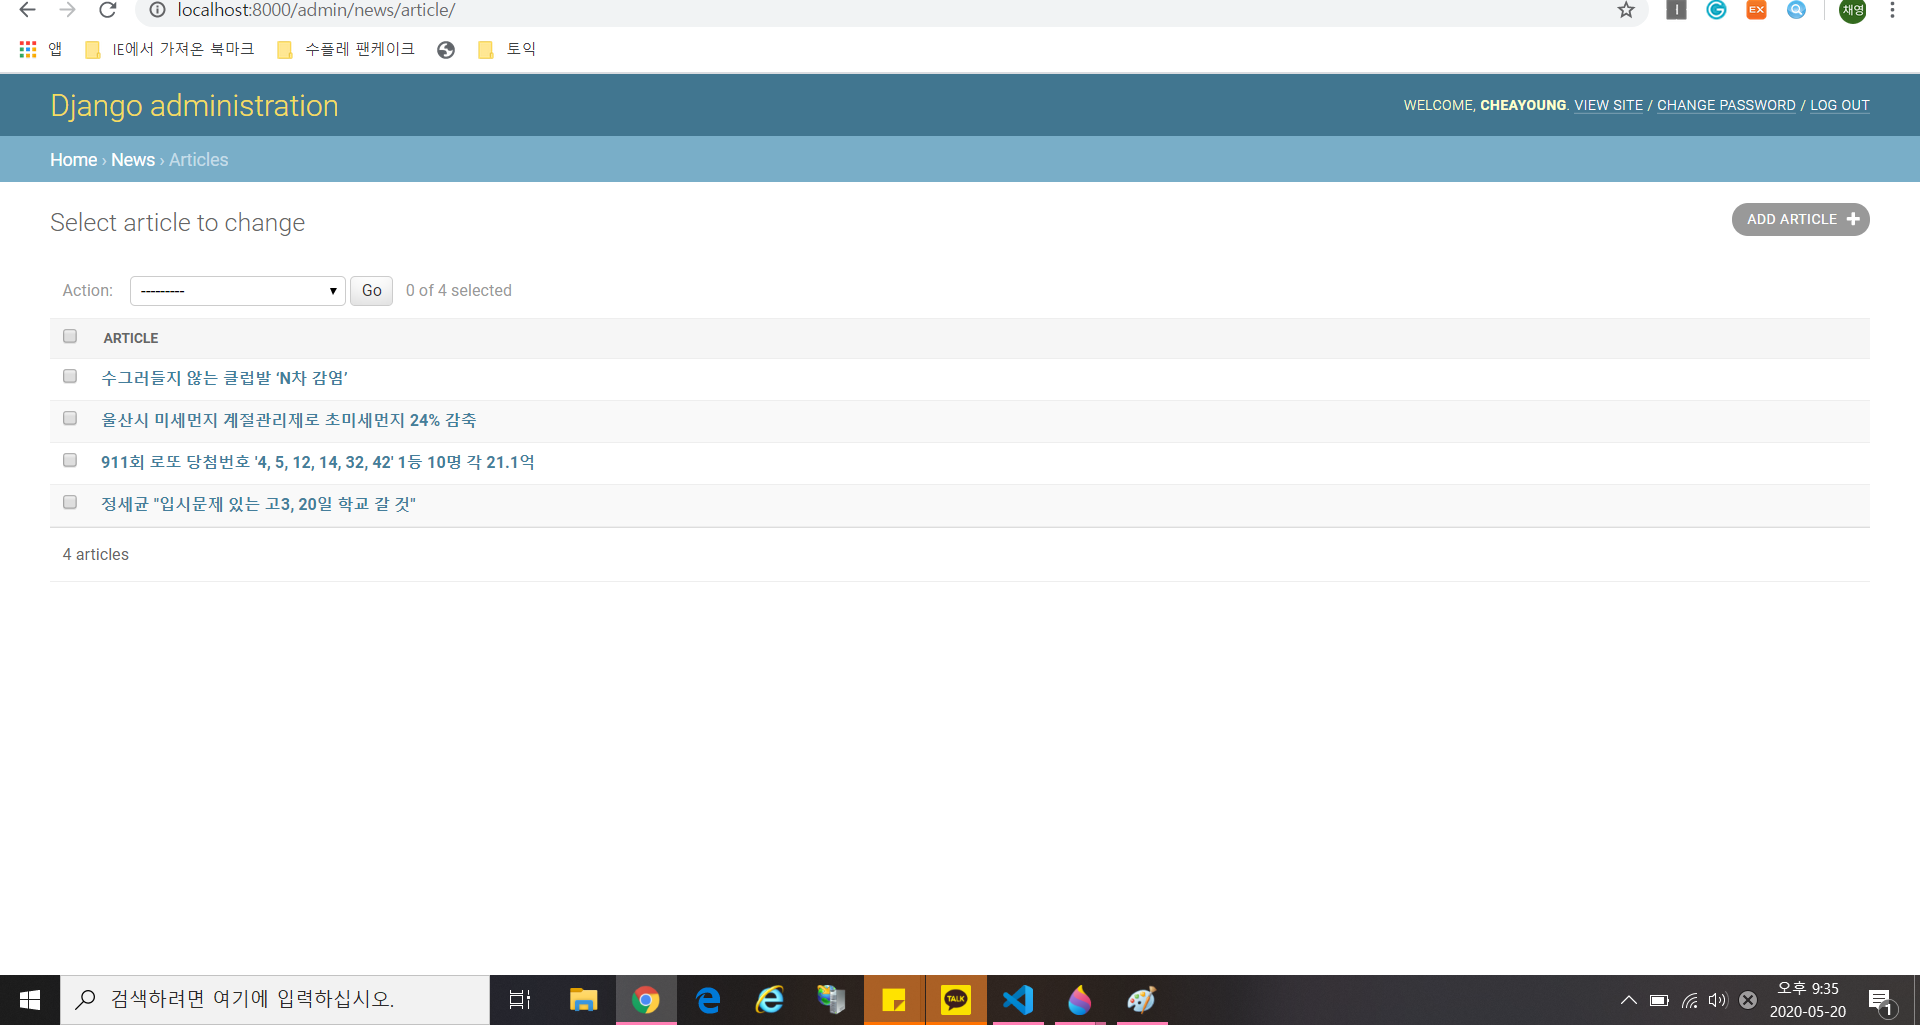 localhost:8000/admin/news/article/
채영
앱 IE에서 가져온 북마크 수플레 팬케이크 토익
Django administration
WELCOME, CHEAYOUNG. VIEW SITE / CHANGE PASSWORD / LOG OUT
Home › News › Articles
Select article to change
ADD ARTICLE +
Action: --------- Go 0 of 4 selected
ARTICLE
수그러들지 않는 클럽발 ‘N차 감염’
울산시 미세먼지 계절관리제로 초미세먼지 24% 감축
911회 로또 당첨번호 '4, 5, 12, 14, 32, 42' 1등 10명 각 21.1억
정세균 "입시문제 있는 고3, 20일 학교 갈 것"
4 articles
검색하려면 여기에 입력하십시오.
TALK
오후 9:35
2020-05-20
1